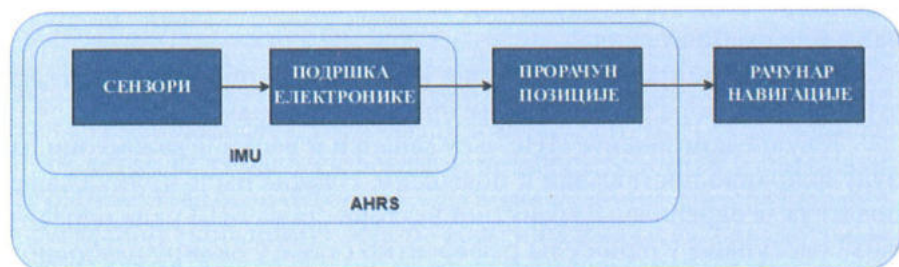 СЕНЗОРИ
ПОДРШКА
ЕЛЕКТРОНИКЕ
ПРОРАЧУН
ПОЗИЦИЈЕ
РАЧУНАР
НАВИГАЦИЈЕ
IMU
AHRS